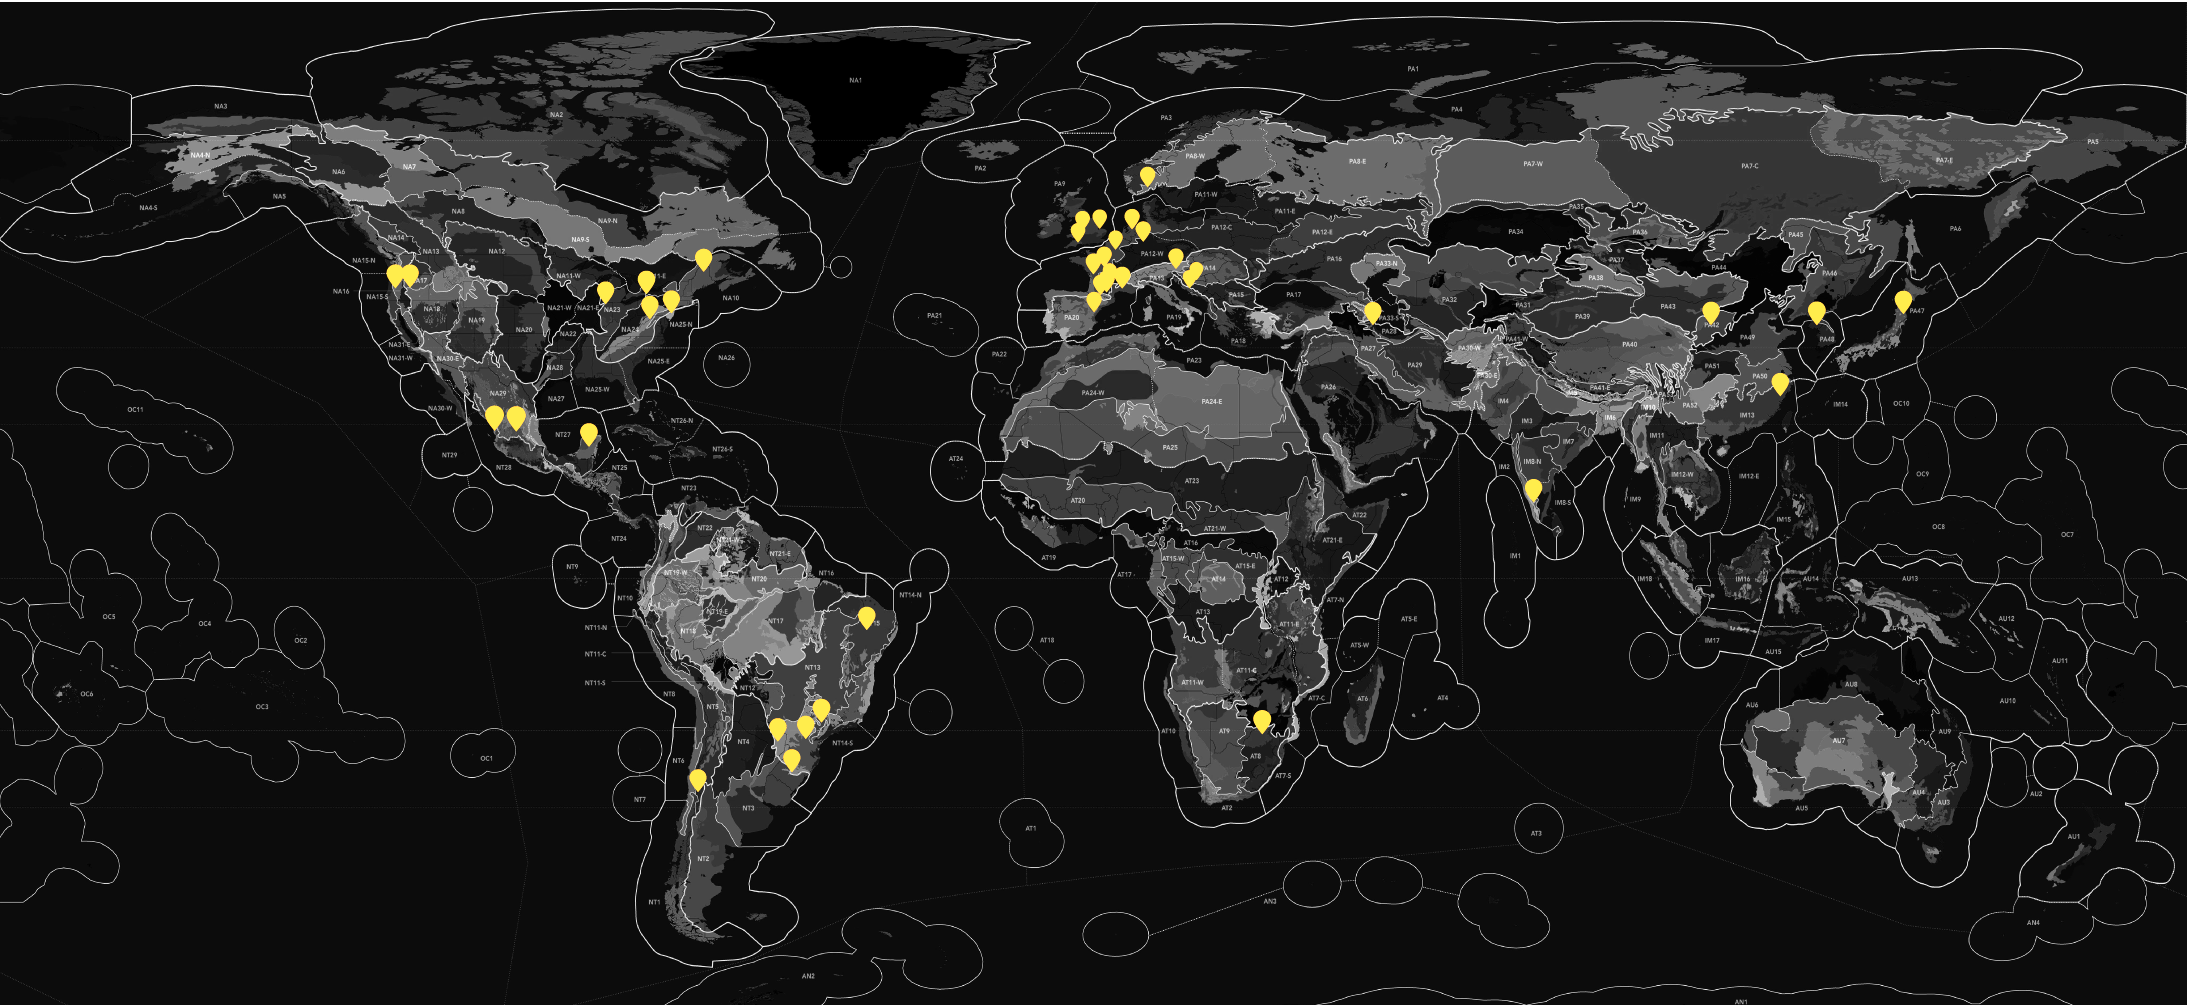 NA1
PA1
NA3
PA4
NA2
PA3
PA5
NA4-N
PA8-W
PA8-E
PA7-W
PA7-C
PA7-E
NA7
NA6
PA2
PA9
NA5
PA11-W
NA4-S
NA8
PA11-E
PA35
NA9-N
PA12-C
PA12-E
PA34
PA36
PA45
PA6
NA14
NA9-S
NA13
NA12
PA12-W
PA16
PA37
NA15-N
PA33-N
PA44
PA14
PA46
NA11-W
PA38
NA16
NA15-S
PA15
PA17
PA32
PA31
PA43
NA10
NA18
NA21-W
NA23
PA21
PA20
PA19
PA39
PA47
NA19
NA20
NA22
NA24
NA25-N
PA33-S
PA28
PA18
PA41-W
PA49
PA48
NA31-E
PA27
PA30-W
PA40
NA31-W
NA30-E
NA26
PA22
PA23
NA25-E
NA28
PA29
PA51
PA30-E
PA50
NA29
NA25-W
PA26
PA41-E
NA27
PA24-W
PA24-E
IM4
PA52
IM14
OC10
OC11
NA30-W
IM6
IM13
NT26-N
IM3
NT27
IM11
IM7
NT26-S
PA25
NT29
AT24
IM8-N
NT28
NT25
IM2
IM12-W
IM12-E
OC9
AT23
NT23
AT20
IM9
IM8-S
AT22
IM15
NT22
AT21-W
OC8
OC7
NT24
AT21-E
AT16
NT21-E
AT19
AT15-W
IM1
NT9
NT19-W
NT20
NT16
AT17
AT15-E
AT14
AT12
IM18
IM16
AU14
AU13
NT10
NT14-N
AT7-N
NT19-E
AT13
OC5
OC4
NT17
AT5-E
AU12
NT11-N
NT18
AT11-E
OC2
AT18
IM17
AT5-W
NT11-C
AU15
AU11
NT13
AT11-C
NT11-S
AT11-W
AU8
NT12
OC6
NT8
AT7-C
AT6
AT4
AU10
OC3
NT5
AU6
AT10
AT9
AU9
NT4
NT14-S
AU7
OC1
NT6
AT8
AT7-S
AU4
AU2
NT7
AU3
NT3
AT2
AU5
AT1
AT3
AU1
NT2
NT1
AN3
AN4
AN2
AN1